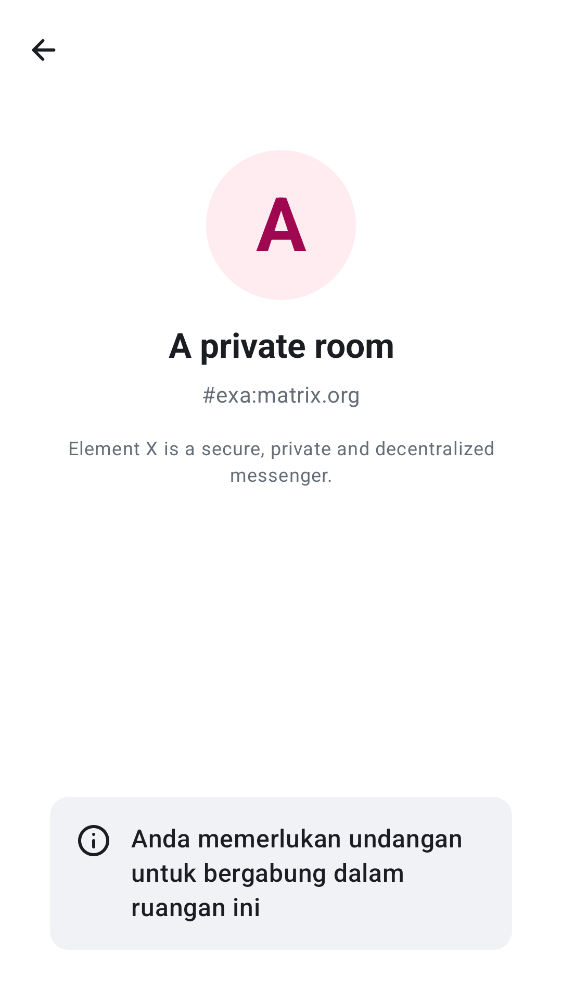 A
A private room
#exa:matrix.org
Element X is a secure, private and decentralized
messenger.
Anda memerlukan undangan
untuk bergabung dalam
ruangan ini